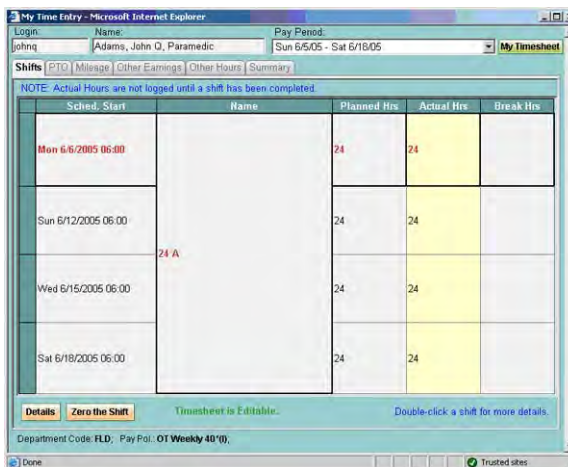 My Time Entry - Microsoft Internet Explorer
Login: Name: Pay Period:
johnq Adams, John Q, Paramedic Sun 6/5/05 - Sat 6/18/05 My Timesheet
Shifts PTO Mileage Other Earnings Other Hours Summary
NOTE: Actual Hours are not logged until a shift has been completed.
Sched. Start Name Planned Hrs Actual Hrs Break Hrs
Mon 6/6/2005 06:00 24 24
Sun 6/12/2005 06:00 24 24
24 A
Wed 6/15/2005 06:00 24 24
Sat 6/18/2005 06:00 24 24
Details Zero the Shift Timesheet is Editable. Double-click a shift for more details.
Department Code: FLD; Pay Pol.: OT Weekly 40*(I),
Done Trusted sites